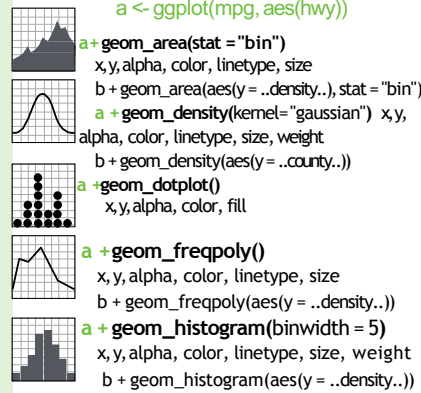 a <- ggplot(mpg, aes(hwy))
a + geom_area(stat = "bin")
x, y, alpha, color, linetype, size
b + geom_area(aes(y = ..density..), stat = "bin")
a + geom_density(kernel = "gaussian") x, y,
alpha, color, linetype, size, weight
b + geom_density(aes(y = ..county..))
a + geom_dotplot()
x, y, alpha, color, fill
a + geom_freqpoly()
x, y, alpha, color, linetype, size
b + geom_freqpoly(aes(y = ..density..))
a + geom_histogram(binwidth = 5)
x, y, alpha, color, linetype, size, weight
b + geom_histogram(aes(y = ..density..))